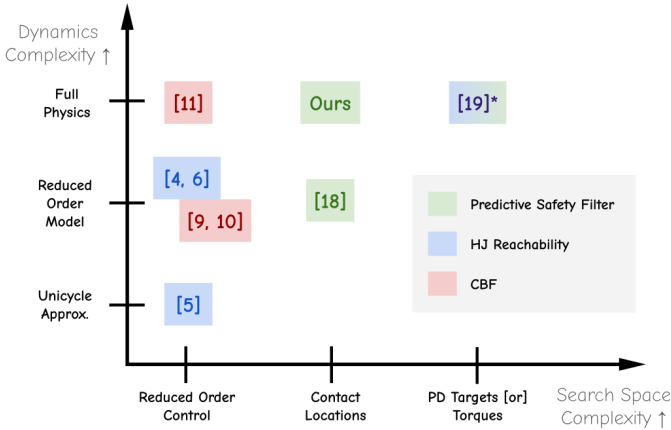 Dynamics
Complexity ↑
Full
Physics
[11]
Ours
[19]*
Reduced
Order
Model
[4, 6]
[9, 10]
[18]
Predictive Safety Filter
HJ Reachability
CBF
Unicycle
Approx.
[5]
Reduced Order
Control
Contact
Locations
PD Targets [or]
Torques
Search Space
Complexity ↑